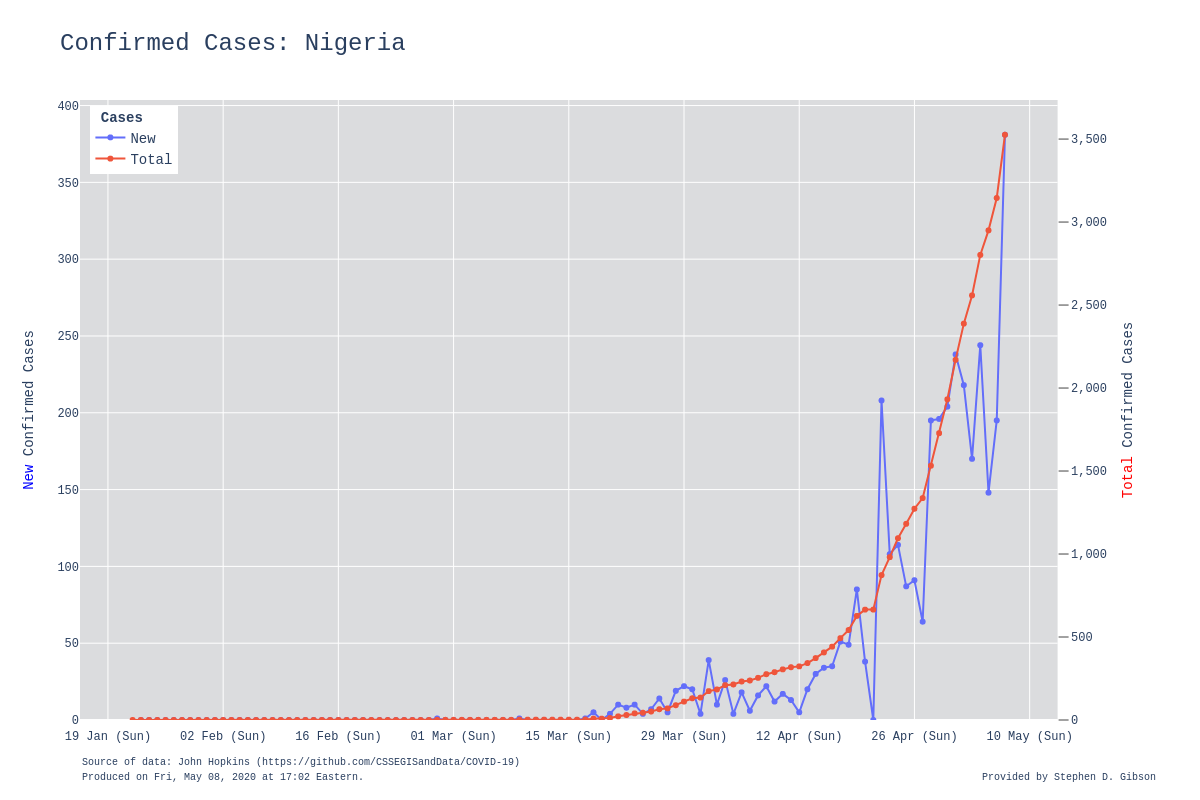 Confirmed Cases: Nigeria
Cases
New
Total
400
350
300
250
200
150
100
50
0
3,500
3,000
2,500
2,000
1,500
1,000
500
0
New Confirmed Cases
Total Confirmed Cases
19 Jan (Sun) 02 Feb (Sun) 16 Feb (Sun) 01 Mar (Sun) 15 Mar (Sun) 29 Mar (Sun) 12 Apr (Sun) 26 Apr (Sun) 10 May (Sun)
Source of data: John Hopkins (https://github.com/CSSEGISandData/COVID-19)
Produced on Fri, May 08, 2020 at 17:02 Eastern.
Provided by Stephen D. Gibson